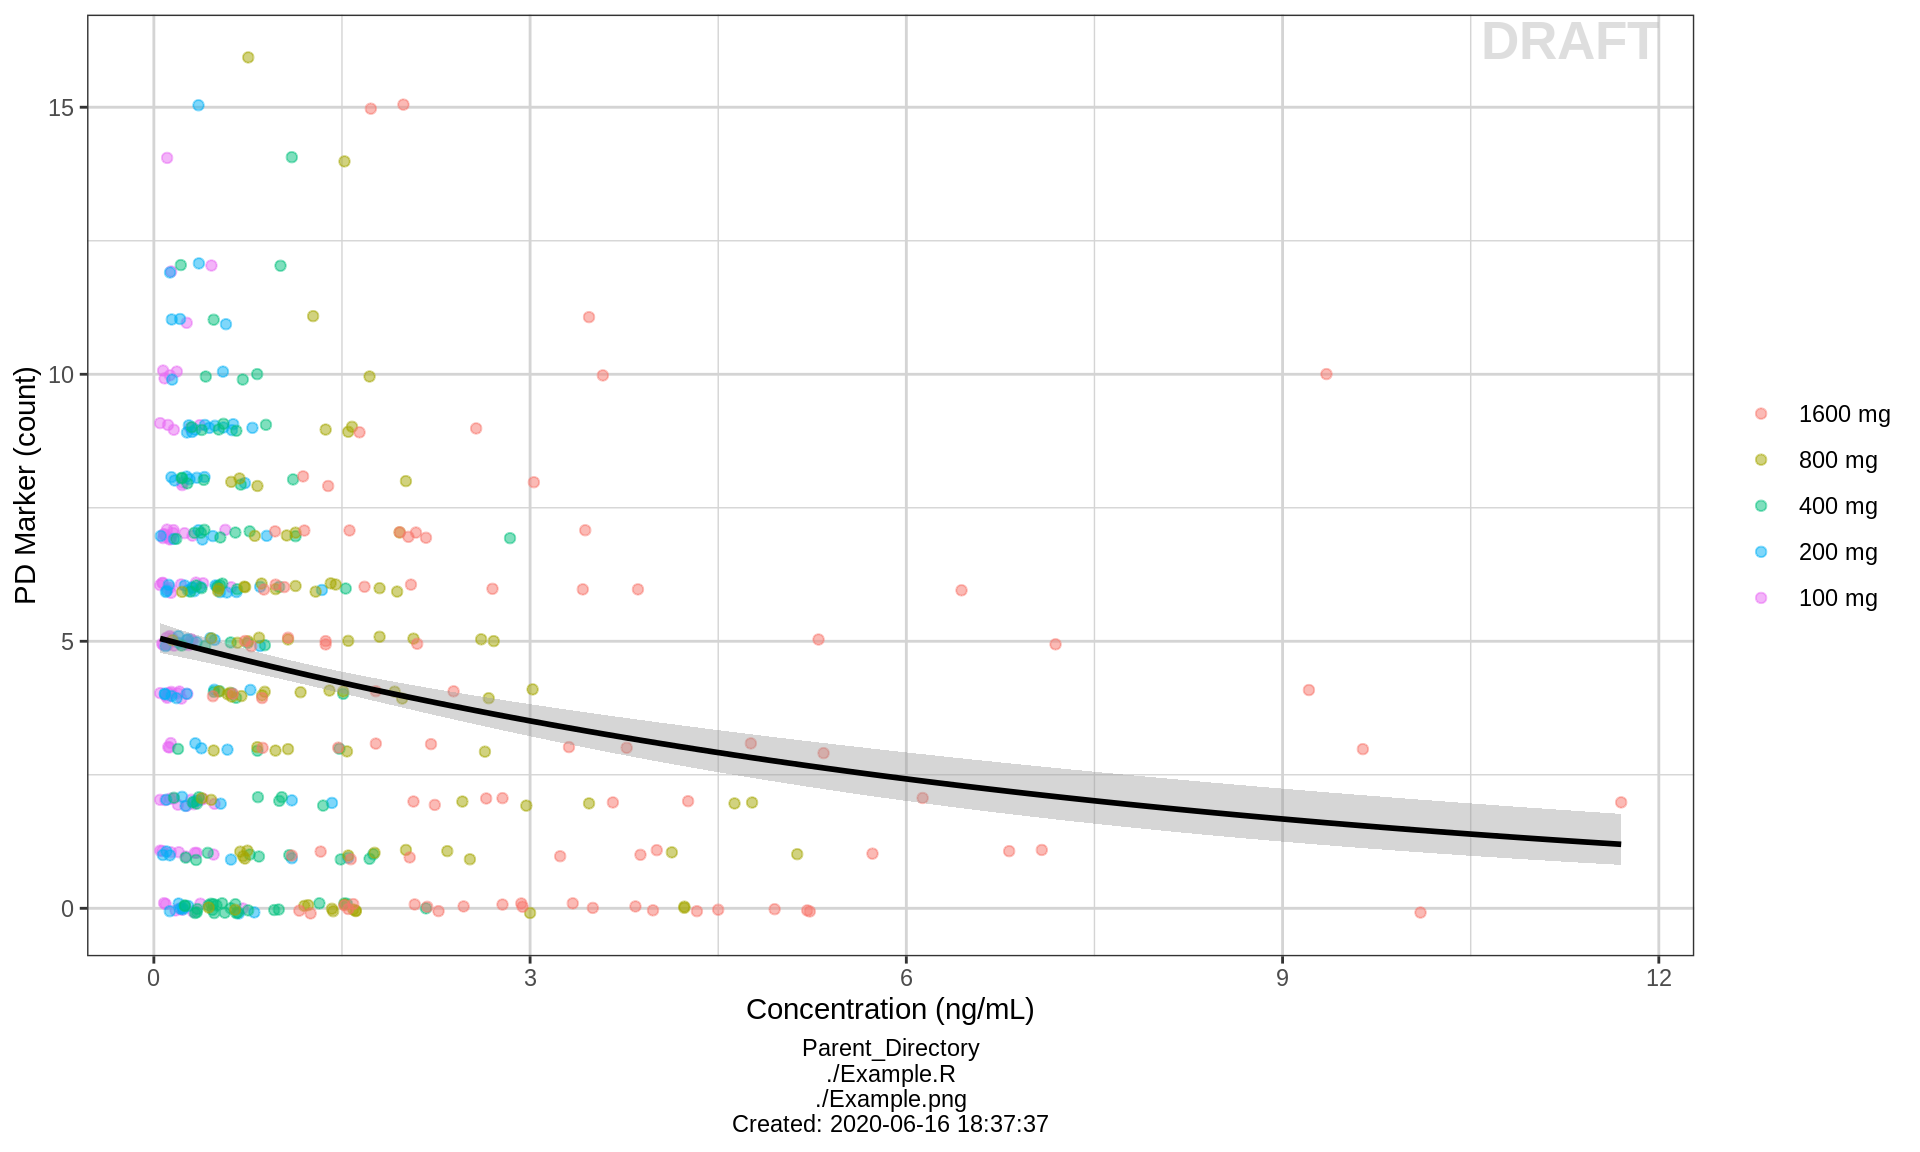 DRAFT
15
10
5
0
PD Marker (count)
0 3 6 9 12
Concentration (ng/mL)
1600 mg
800 mg
400 mg
200 mg
100 mg
Parent_Directory
./Example.R
./Example.png
Created: 2020-06-16 18:37:37